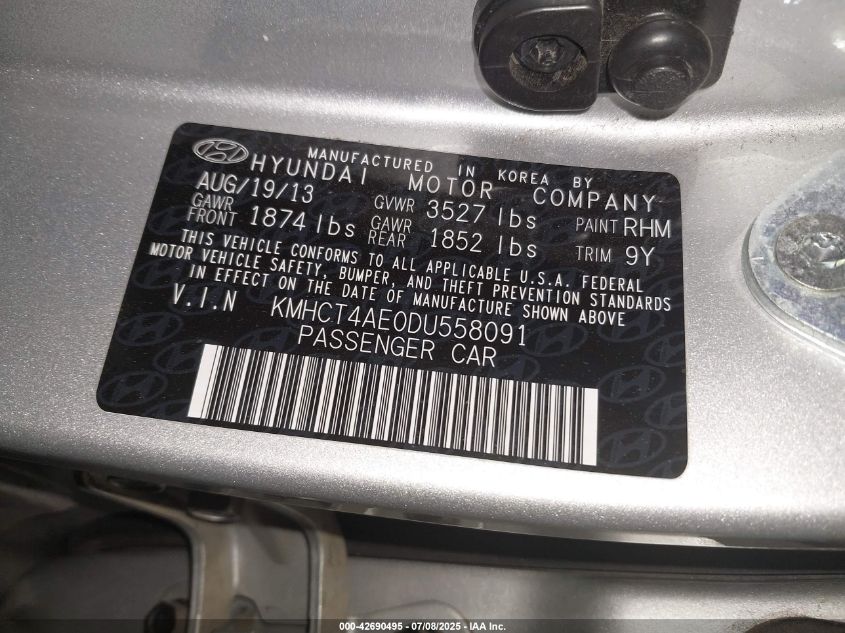 MANUFACTURED IN KOREA BY
HYUNDAI MOTOR COMPANY
AUG/19/13 GVWR 3527 lbs PAINT RHM
GAWR FRONT 1874 lbs GAWR REAR 1852 lbs TRIM 9Y
THIS VEHICLE CONFORMS TO ALL APPLICABLE U.S.A. FEDERAL
MOTOR VEHICLE SAFETY, BUMPER, AND THEFT PREVENTION STANDARDS
IN EFFECT ON THE DATE OF MANUFACTURE SHOWN ABOVE
V.I.N KMHCT4AE0DU558091
PASSENGER CAR
000-42690495 - 07/08/2025 - IAA Inc.